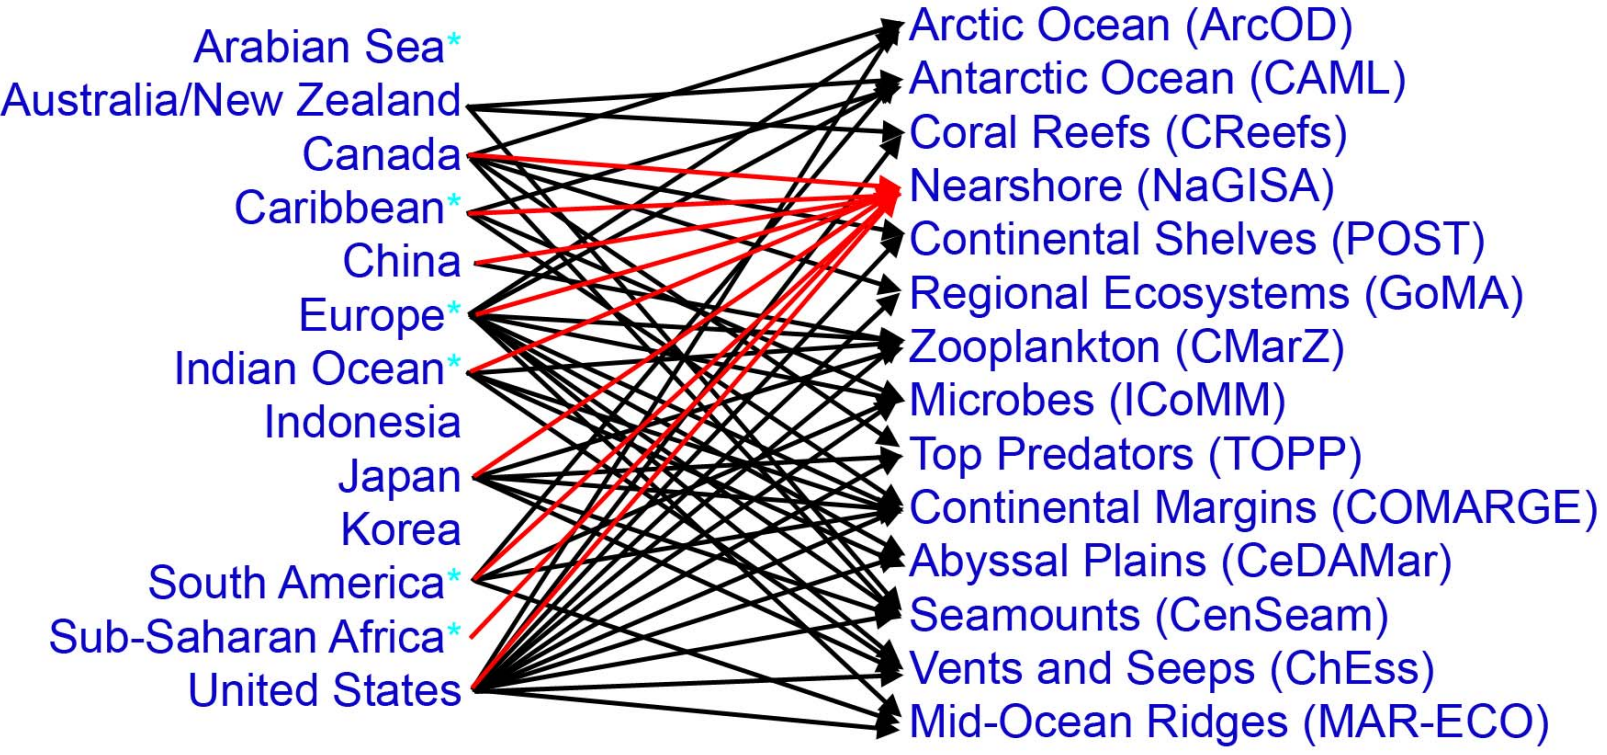 Arabian Sea*
Australia/New Zealand
Canada
Caribbean*
China
Europe*
Indian Ocean*
Indonesia
Japan
Korea
South America*
Sub-Saharan Africa*
United States
Arctic Ocean (ArcOD)
Antarctic Ocean (CAML)
Coral Reefs (CReefs)
Nearshore (NaGISA)
Continental Shelves (POST)
Regional Ecosystems (GoMA)
Zooplankton (CMarZ)
Microbes (ICoMM)
Top Predators (TOPP)
Continental Margins (COMARGE)
Abyssal Plains (CeDAMar)
Seamounts (CenSeam)
Vents and Seeps (ChEss)
Mid-Ocean Ridges (MAR-ECO)